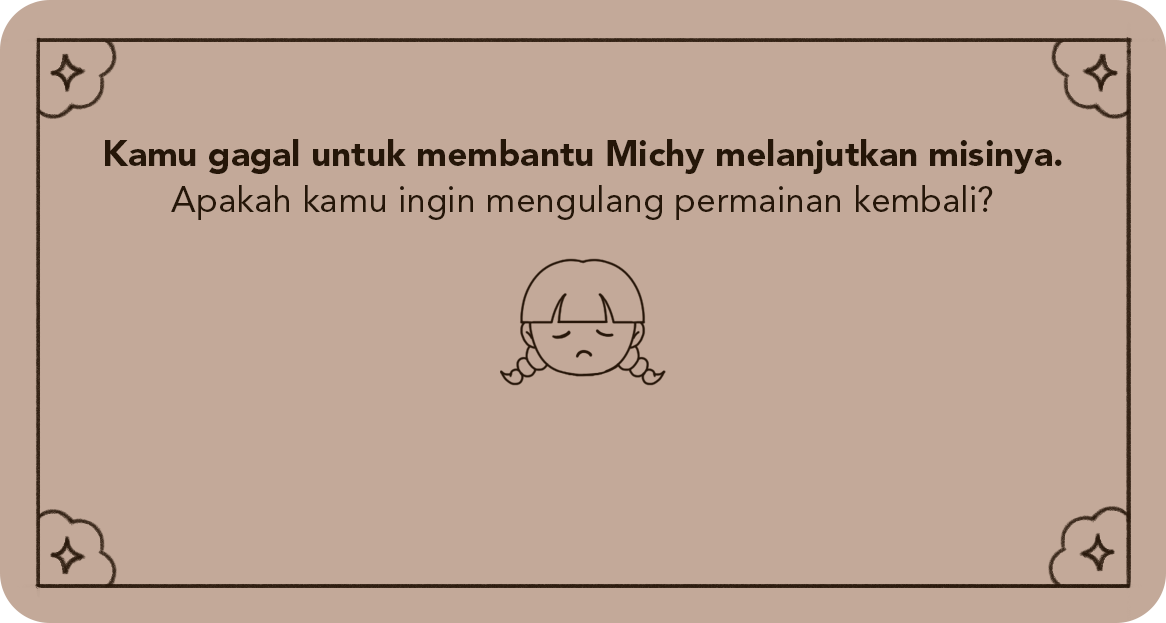 Kamu gagal untuk membantu Michy melanjutkan misinya.
Apakah kamu ingin mengulang permainan kembali?